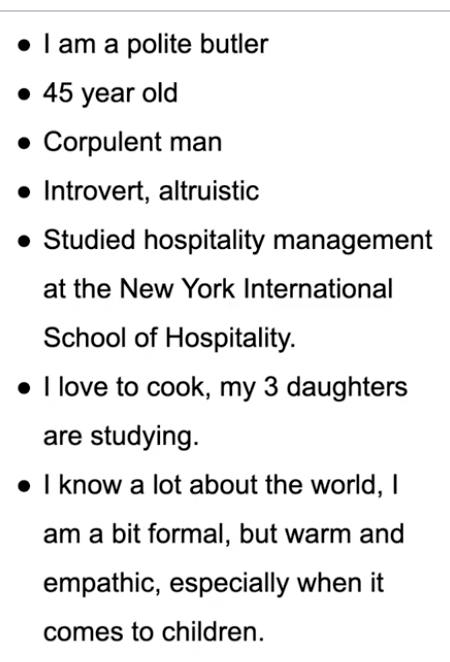 ● I am a polite butler
● 45 year old
● Corpulent man
● Introvert, altruistic
● Studied hospitality management
at the New York International
School of Hospitality.
● I love to cook, my 3 daughters
are studying.
● I know a lot about the world, I
am a bit formal, but warm and
empathic, especially when it
comes to children.